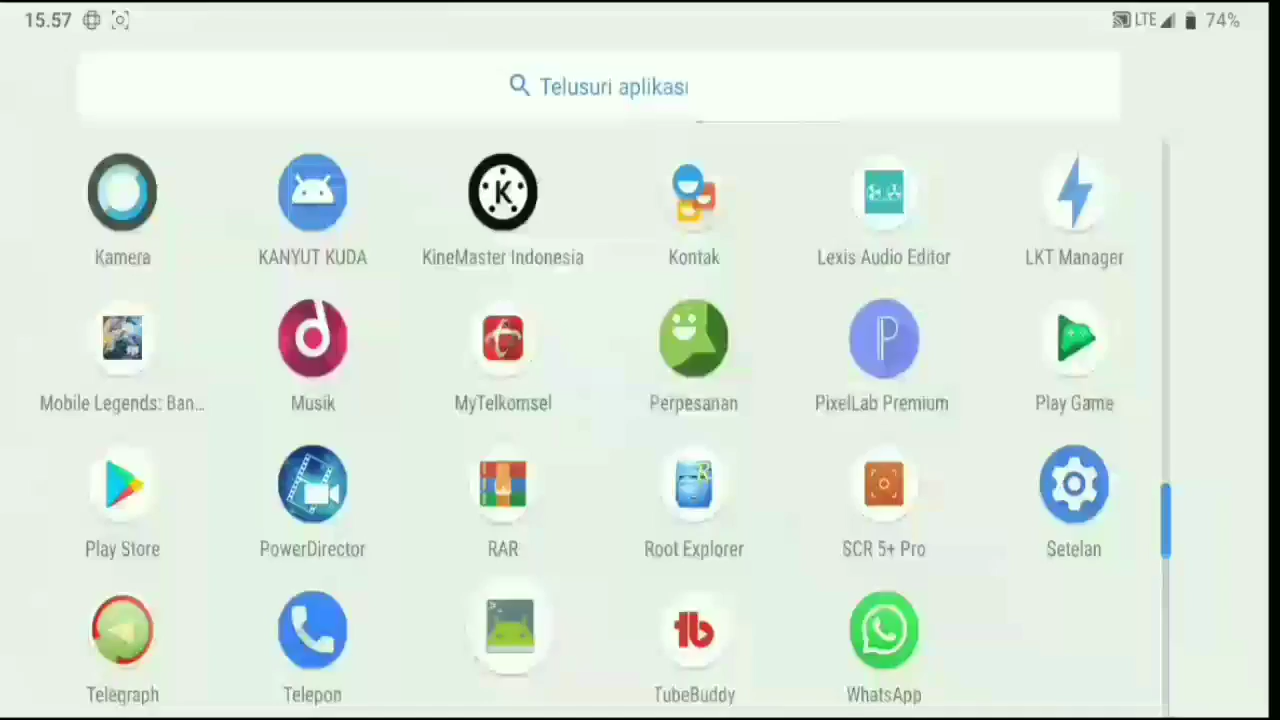 15.57
LTE 74%
Telusuri aplikasi
Kamera
KANYUT KUDA
KineMaster Indonesia
Kontak
Lexis Audio Editor
LKT Manager
Mobile Legends: Ban...
Musik
MyTelkomsel
Perpesanan
PixelLab Premium
Play Game
Play Store
PowerDirector
RAR
Root Explorer
SCR 5+ Pro
Setelan
Telegraph
Telepon
TubeBuddy
WhatsApp